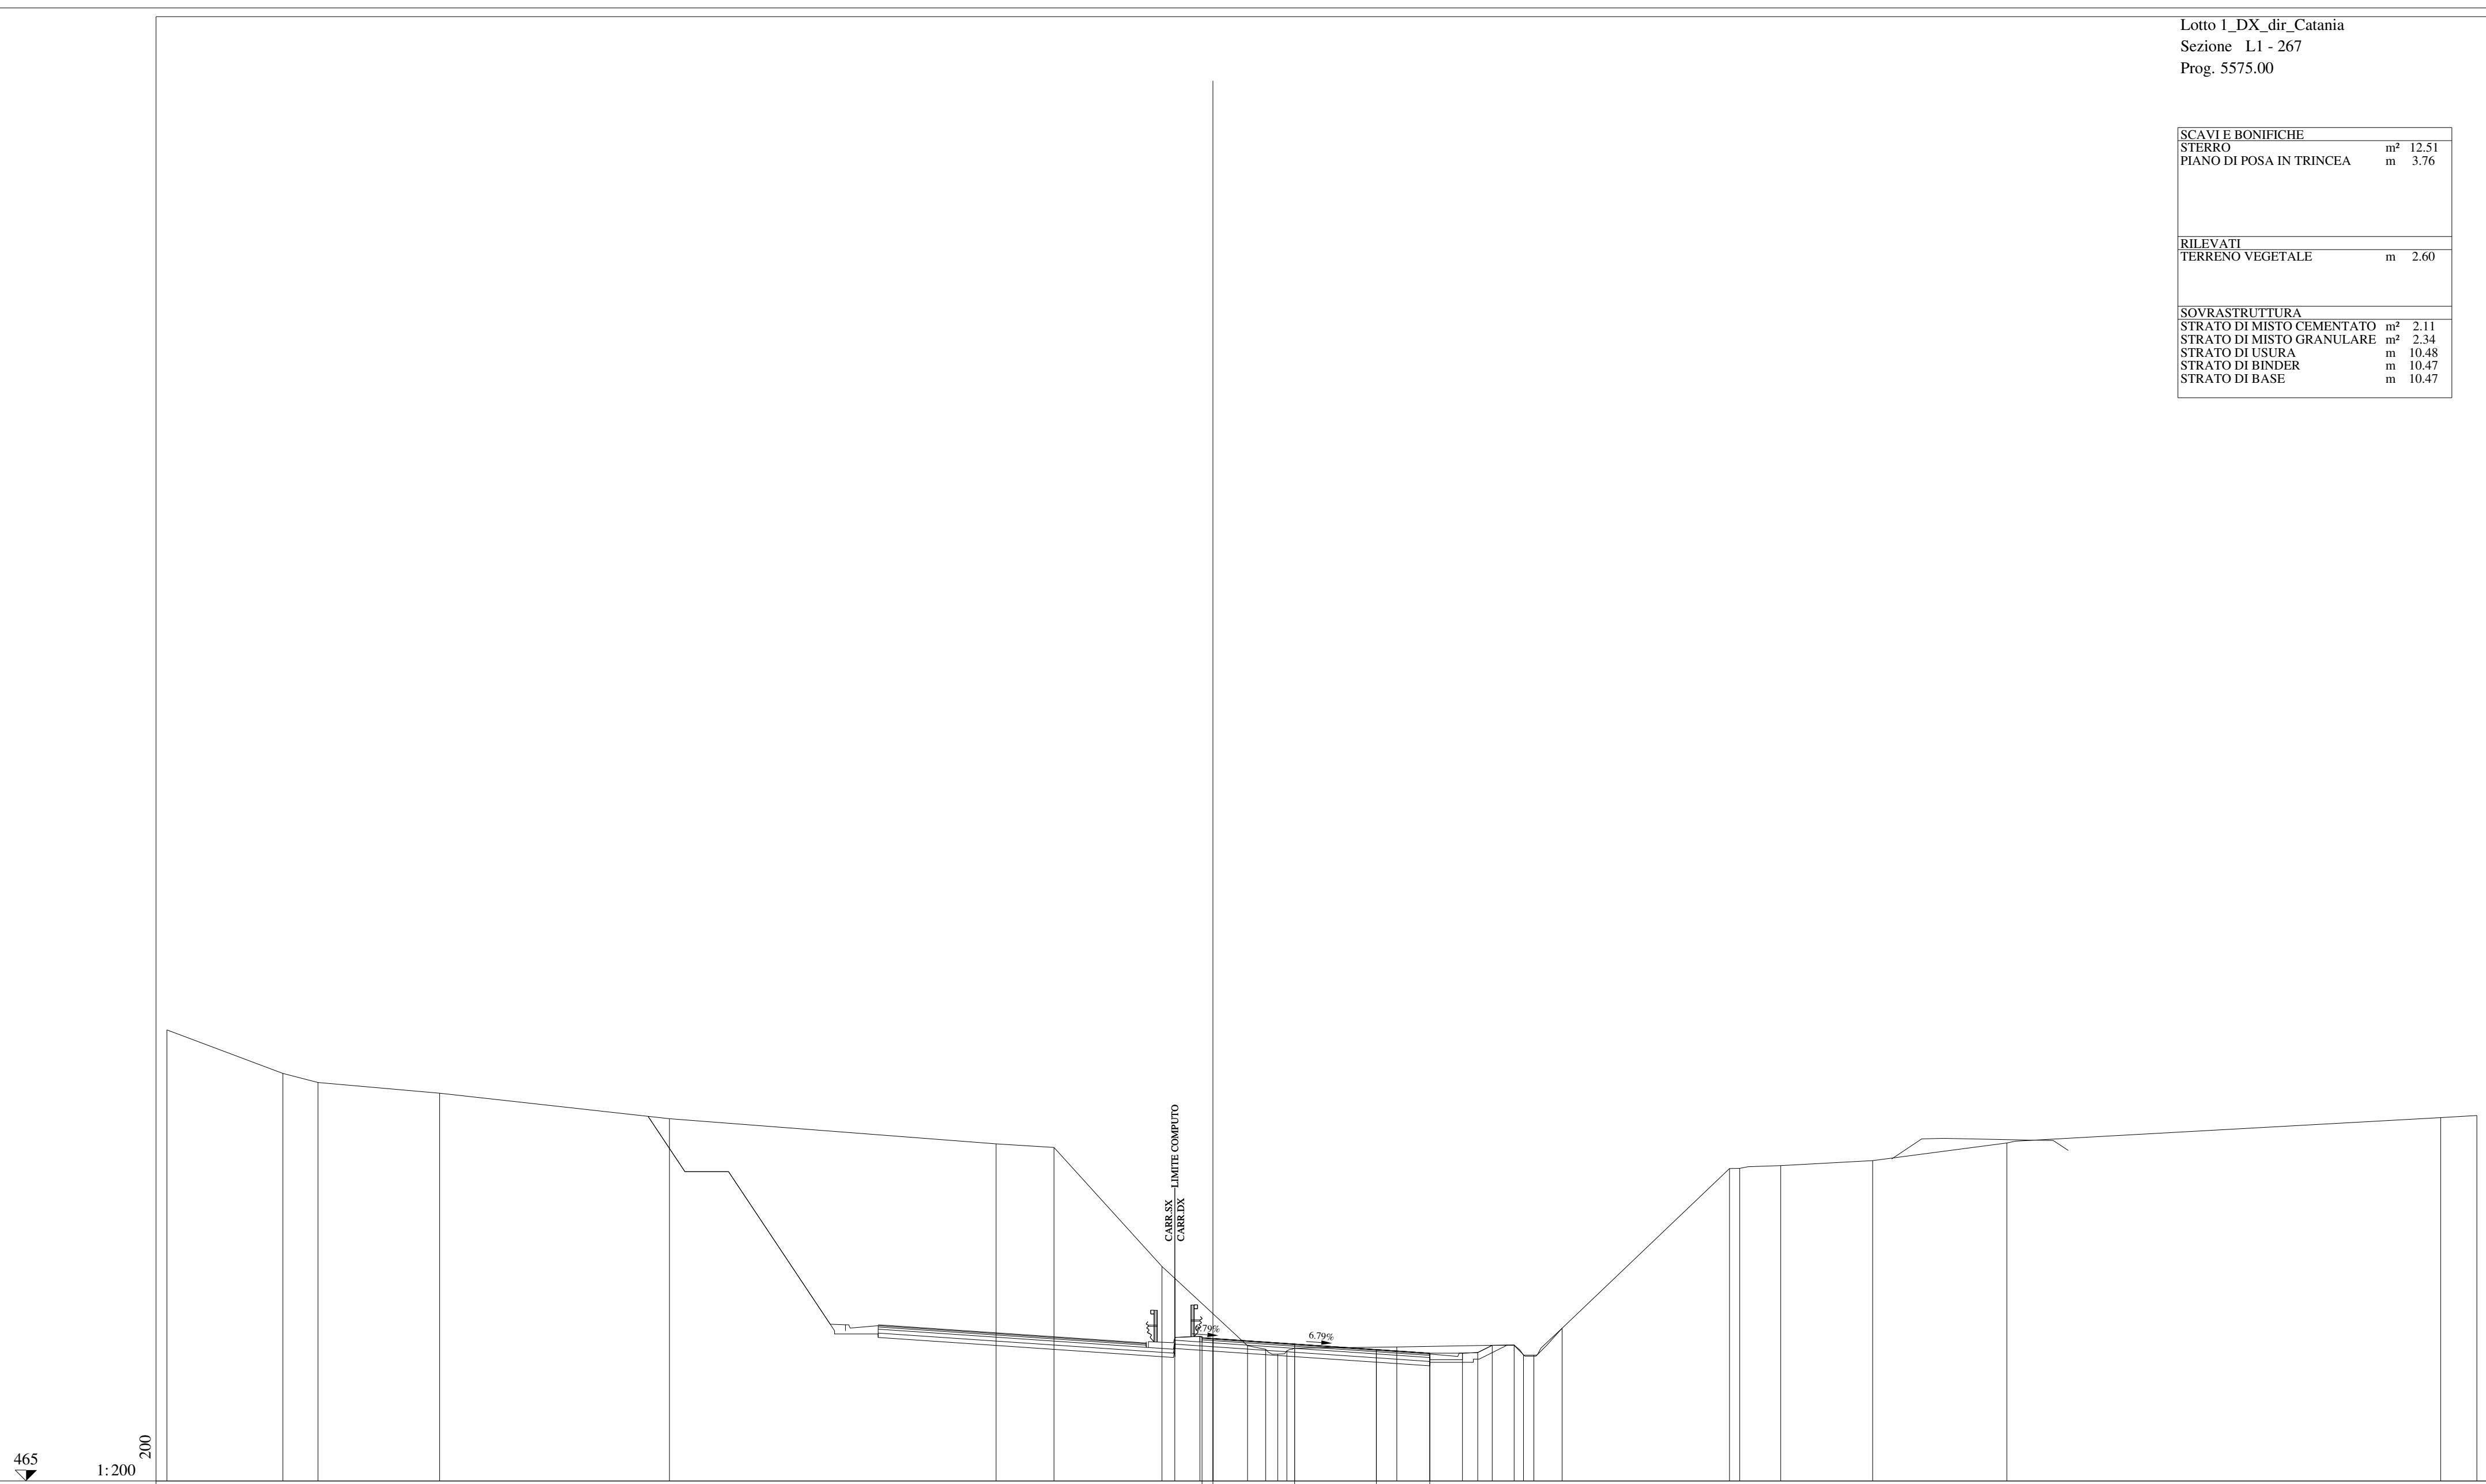 Lotto 1_DX_dir_Catania
Sezione L1 - 267
Prog. 5575.00
SCAVI E BONIFICHE
STERRO m² 12.51
PIANO DI POSA IN TRINCEA m 3.76
RILEVATI
TERRENO VEGETALE m 2.60
SOVRASTRUTTURA
STRATO DI MISTO CEMENTATO m² 2.11
STRATO DI MISTO GRANULARE m² 2.34
STRATO DI USURA m 10.48
STRATO DI BINDER m 10.47
STRATO DI BASE m 10.47
LIMITE COMPUTO
CARR.SX
CARR.DX
6.79%
6.79%
200
465
1:200